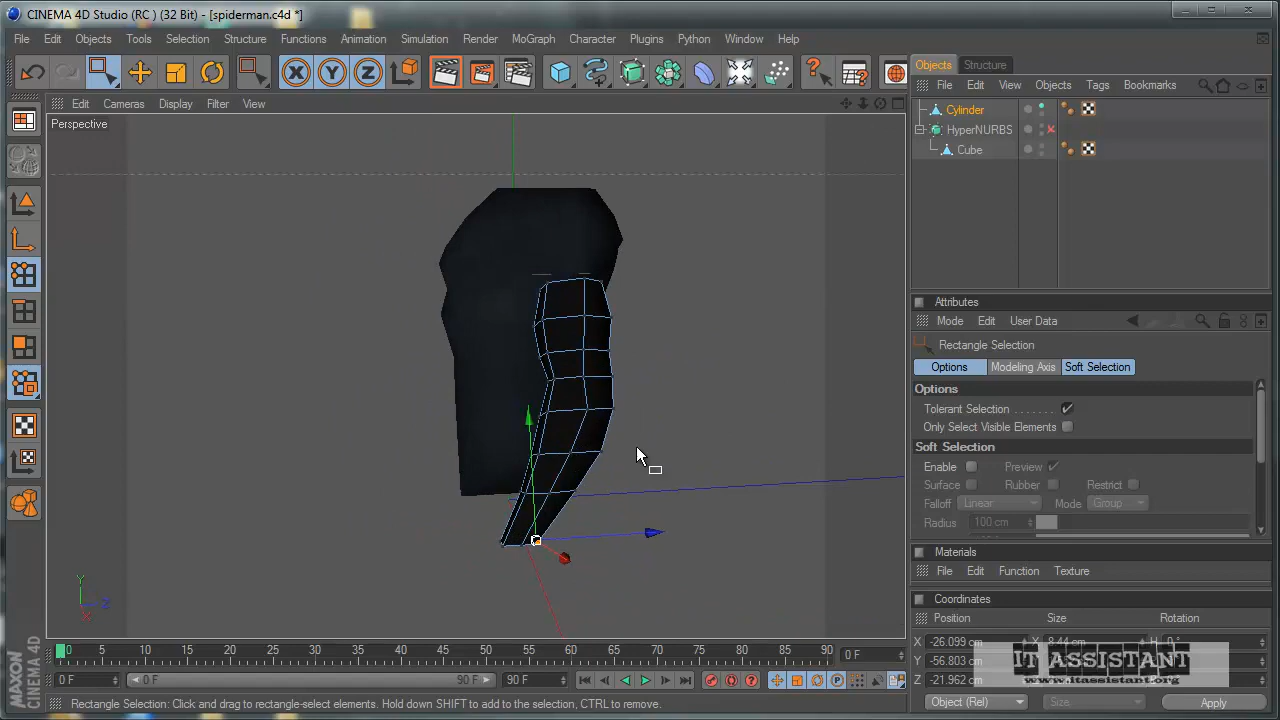 CINEMA 4D Studio (RC ) (32 Bit) - [spiderman.c4d *]
File Edit Objects Tools Selection Structure Functions Animation Simulation Render MoGraph Character Plugins Python Window Help
X Y Z
Edit Cameras Display Filter View
Perspective
Y
Z
X
Objects Structure
File Edit View Objects Tags Bookmarks
Cylinder
HyperNURBS
Cube
Attributes
Mode Edit User Data
Rectangle Selection
Options Modeling Axis Soft Selection
Options
Tolerant Selection
Only Select Visible Elements
Soft Selection
Enable Preview
Surface Rubber Restrict
Falloff Linear Mode Group
Radius 100 cm
Materials
File Edit Function Texture
Coordinates
Position Size Rotation
X -26.099 cm X 8.44 cm H 0 °
Y -56.803 cm
Z -21.962 cm
Object (Rel) Size Apply
IT ASSISTANT
www.itassistant.org
0 5 10 15 20 25 30 35 40 45 50 55 60 65 70 75 80 85 90 0 F
0 F 0 F 90 F 90 F
MAXON
CINEMA 4D
Rectangle Selection: Click and drag to rectangle-select elements. Hold down SHIFT to add to the selection, CTRL to remove.